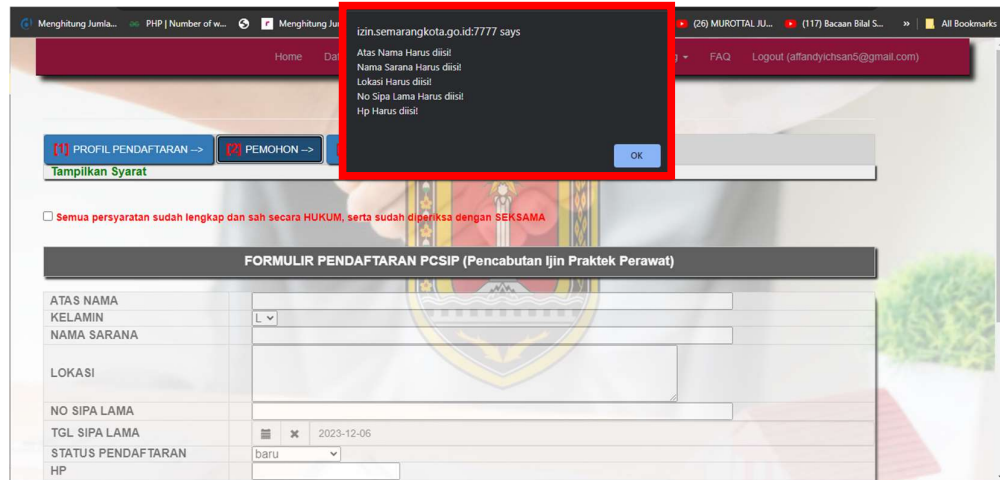 Menghitung Jumla...
PHP | Number of w...
Menghitung Ju
(26) MUROTTAL JU...
(117) Bacaan Bilal S...
»
All Bookmarks
izin.semarangkota.go.id:7777 says
Atas Nama Harus diisi!
Nama Sarana Harus diisi!
Lokasi Harus diisi!
No Sipa Lama Harus diisi!
Hp Harus diisi!
OK
Home
FAQ
Logout (affandyichsan5@gmail.com)
[1] PROFIL PENDAFTARAN -->
[2] PEMOHON -->
Tampilkan Syarat
Semua persyaratan sudah lengkap dan sah secara HUKUM, serta sudah diperiksa dengan SEKSAMA
FORMULIR PENDAFTARAN PCSIP (Pencabutan Ijin Praktek Perawat)
ATAS NAMA
KELAMIN L
NAMA SARANA
LOKASI
NO SIPA LAMA
TGL SIPA LAMA 2023-12-06
STATUS PENDAFTARAN baru
HP